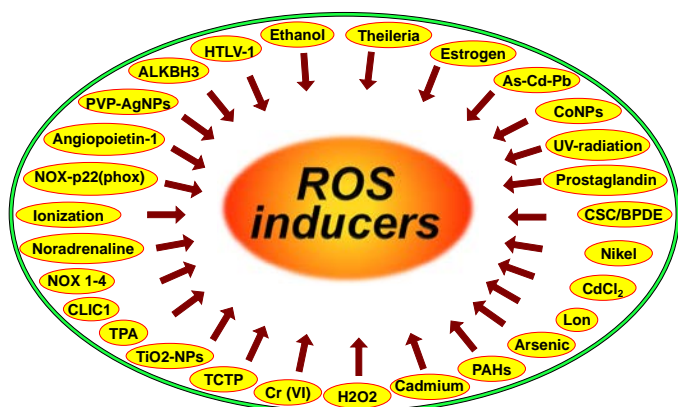 Ethanol
Theileria
Estrogen
As-Cd-Pb
CoNPs
UV-radiation
Prostaglandin
CSC/BPDE
Nikel
CdCl₂
Lon
Arsenic
PAHs
Cadmium
H2O2
Cr (VI)
TCTP
TiO2-NPs
TPA
CLIC1
NOX 1-4
Noradrenaline
Ionization
NOX-p22(phox)
Angiopoietin-1
PVP-AgNPs
ALKBH3
HTLV-1
ROS
inducers